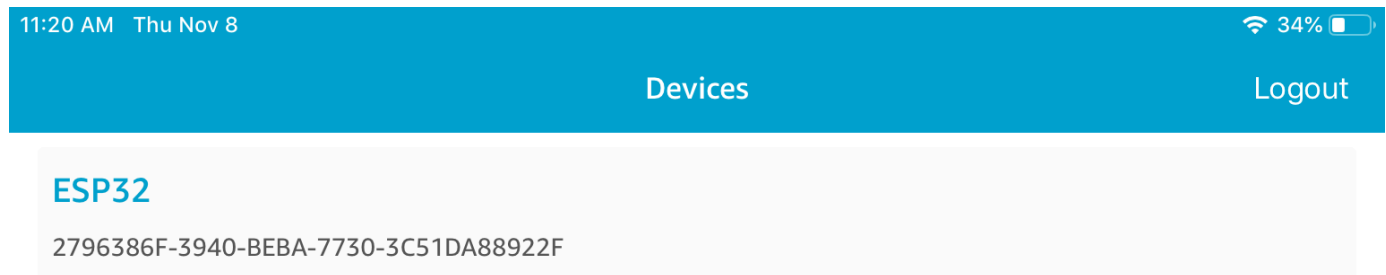 11:20 AM Thu Nov 8 34%
Devices Logout
ESP32
2796386F-3940-BEBA-7730-3C51DA88922F